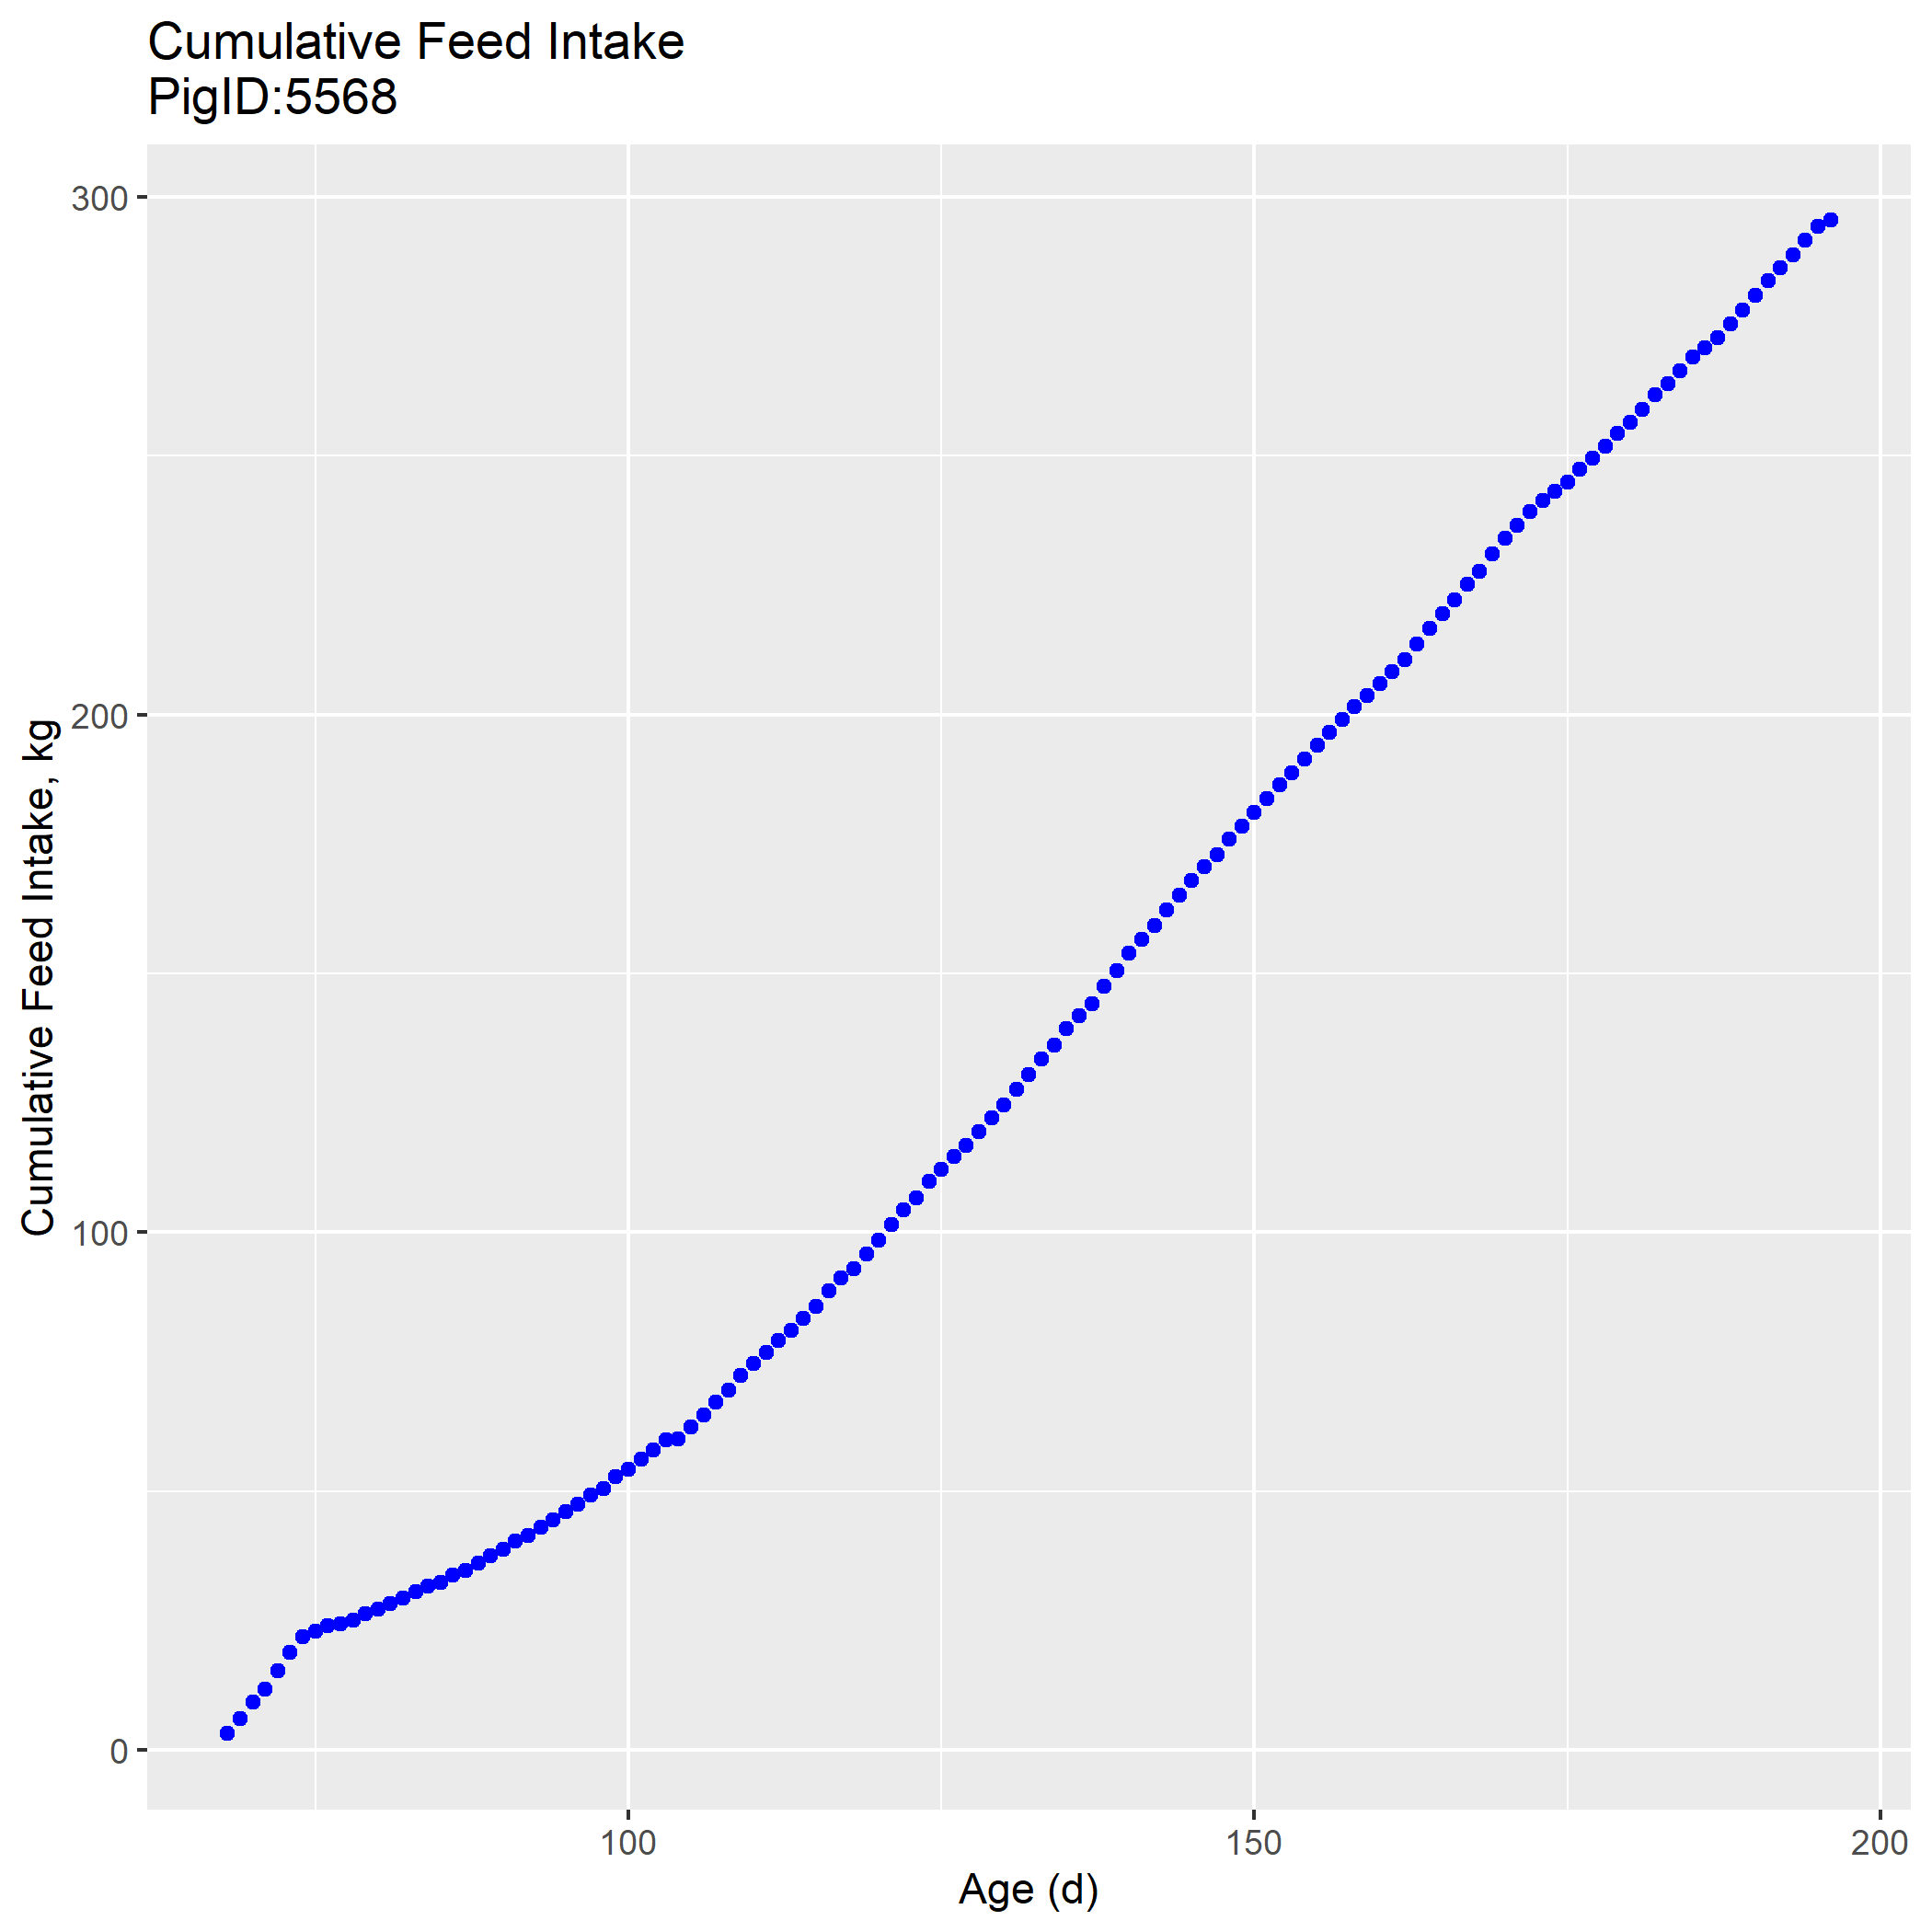 Cumulative Feed Intake
PigID:5568
300
200
100
0
Cumulative Feed Intake, kg
100
150
200
Age (d)